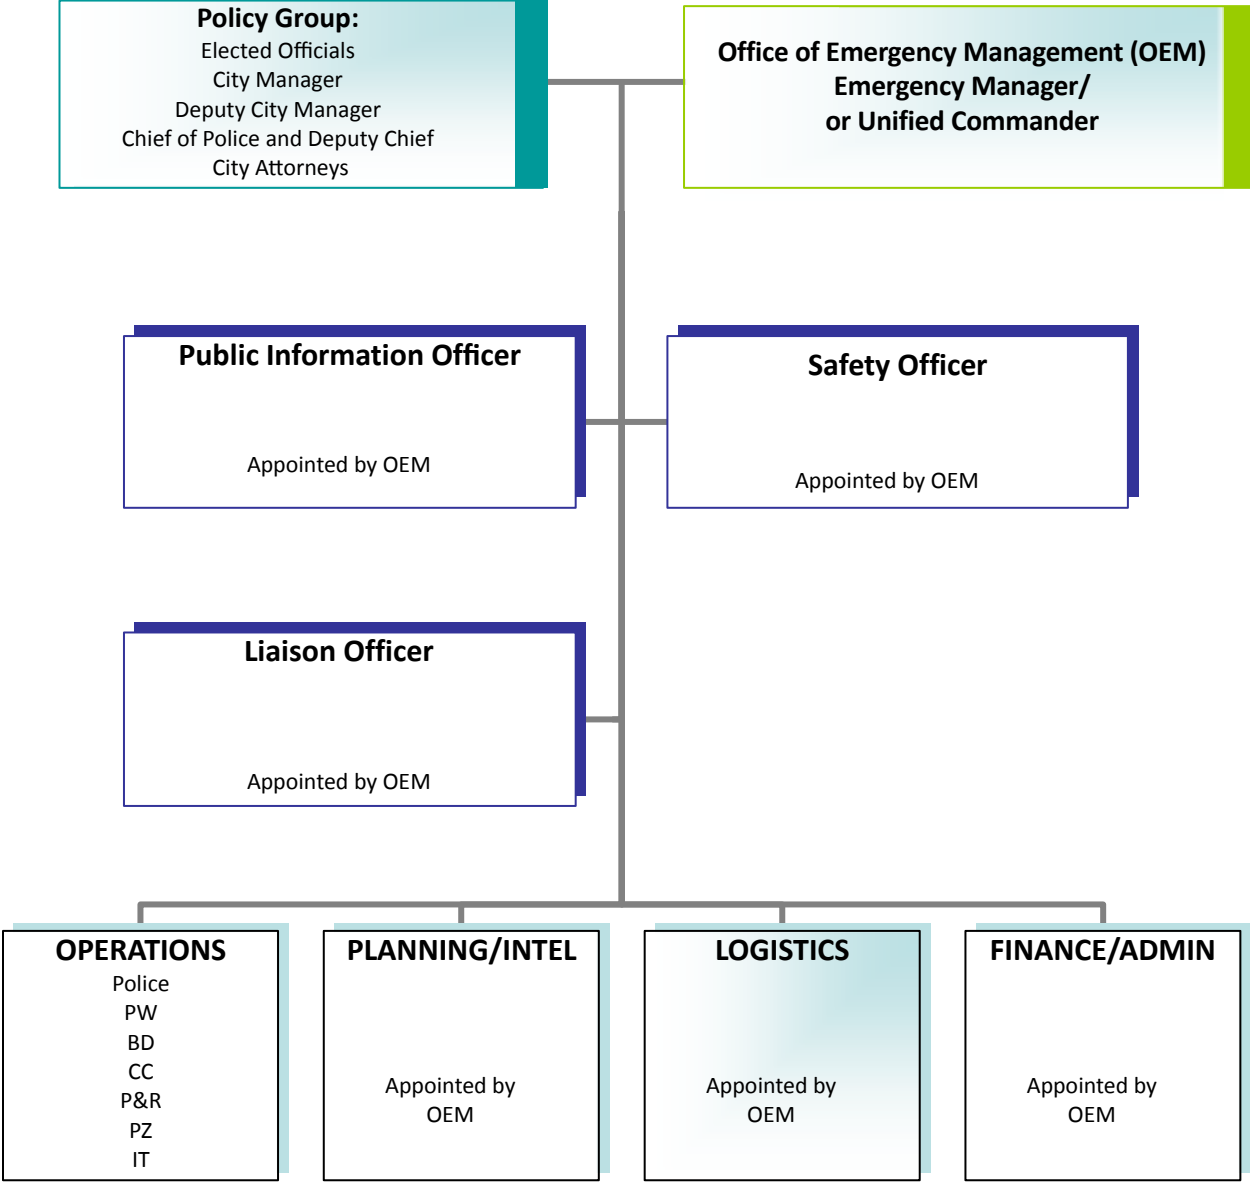 Policy Group:
Elected Officials
City Manager
Deputy City Manager
Chief of Police and Deputy Chief
City Attorneys
Office of Emergency Management (OEM)
Emergency Manager/
or Unified Commander
Public Information Officer
Appointed by OEM
Safety Officer
Appointed by OEM
Liaison Officer
Appointed by OEM
OPERATIONS
Police
PW
BD
CC
P&R
PZ
IT
PLANNING/INTEL
Appointed by
OEM
LOGISTICS
Appointed by
OEM
FINANCE/ADMIN
Appointed by
OEM